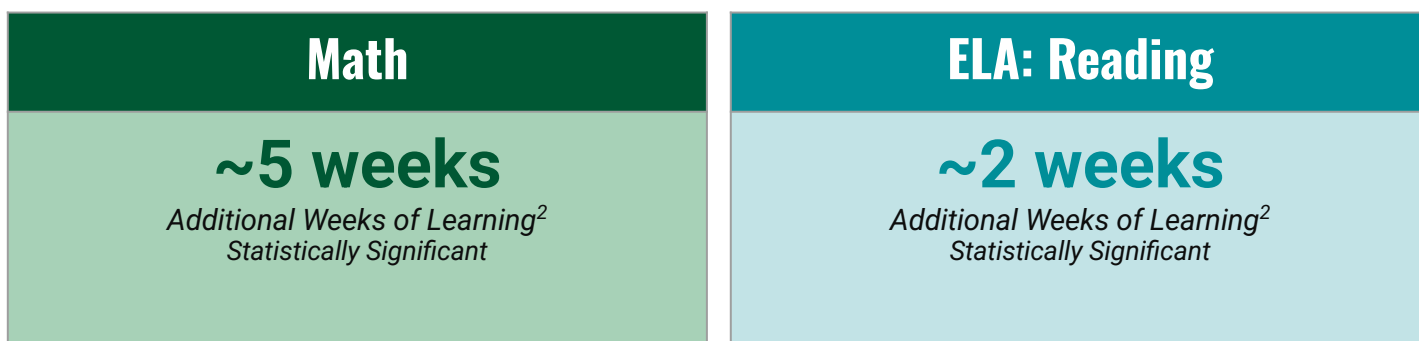 Math
~5 weeks
Additional Weeks of Learning²
Statistically Significant
ELA: Reading
~2 weeks
Additional Weeks of Learning²
Statistically Significant